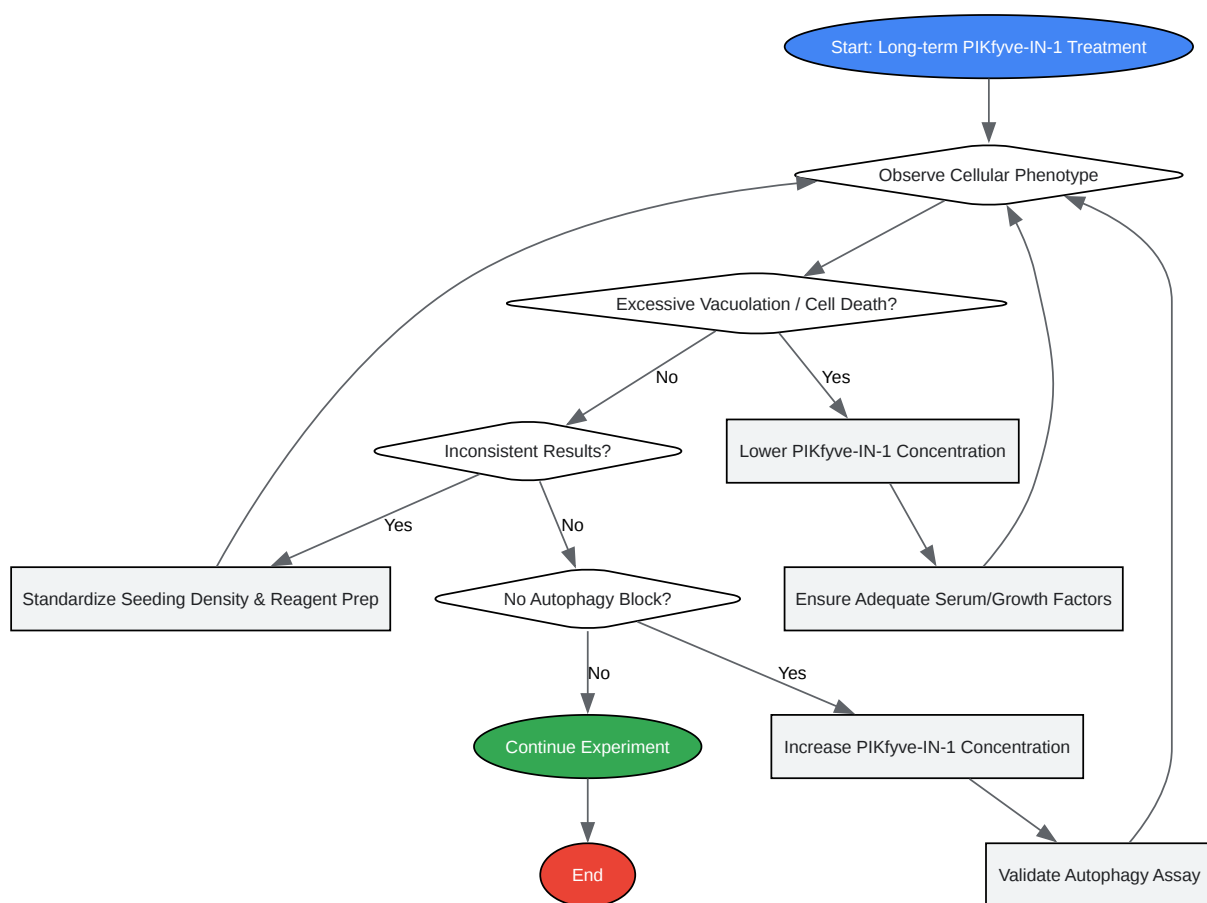 Start: Long-term PIKfyve-IN-1 Treatment
Observe Cellular Phenotype
Excessive Vacuolation / Cell Death?
No
Yes
Inconsistent Results?
Lower PIKfyve-IN-1 Concentration
Yes
No
Standardize Seeding Density & Reagent Prep
No Autophagy Block?
Ensure Adequate Serum/Growth Factors
No
Yes
Continue Experiment
Increase PIKfyve-IN-1 Concentration
End
Validate Autophagy Assay